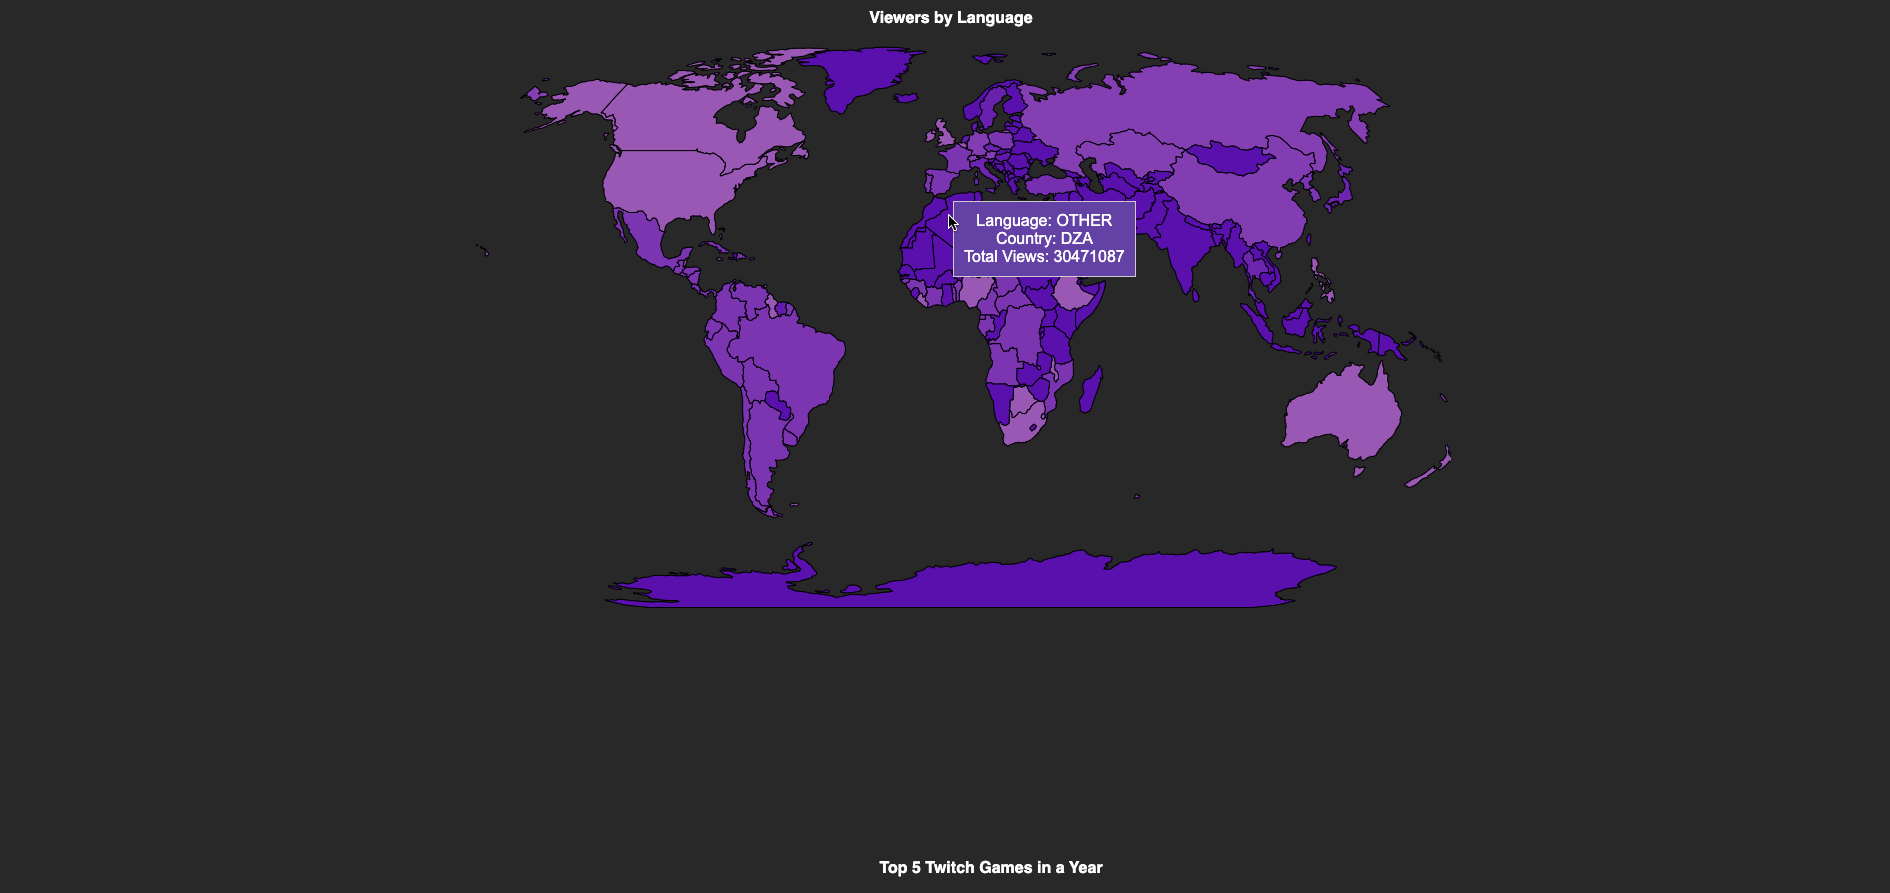 Viewers by Language
Language: OTHER
Country: DZA
Total Views: 30471087
Top 5 Twitch Games in a Year